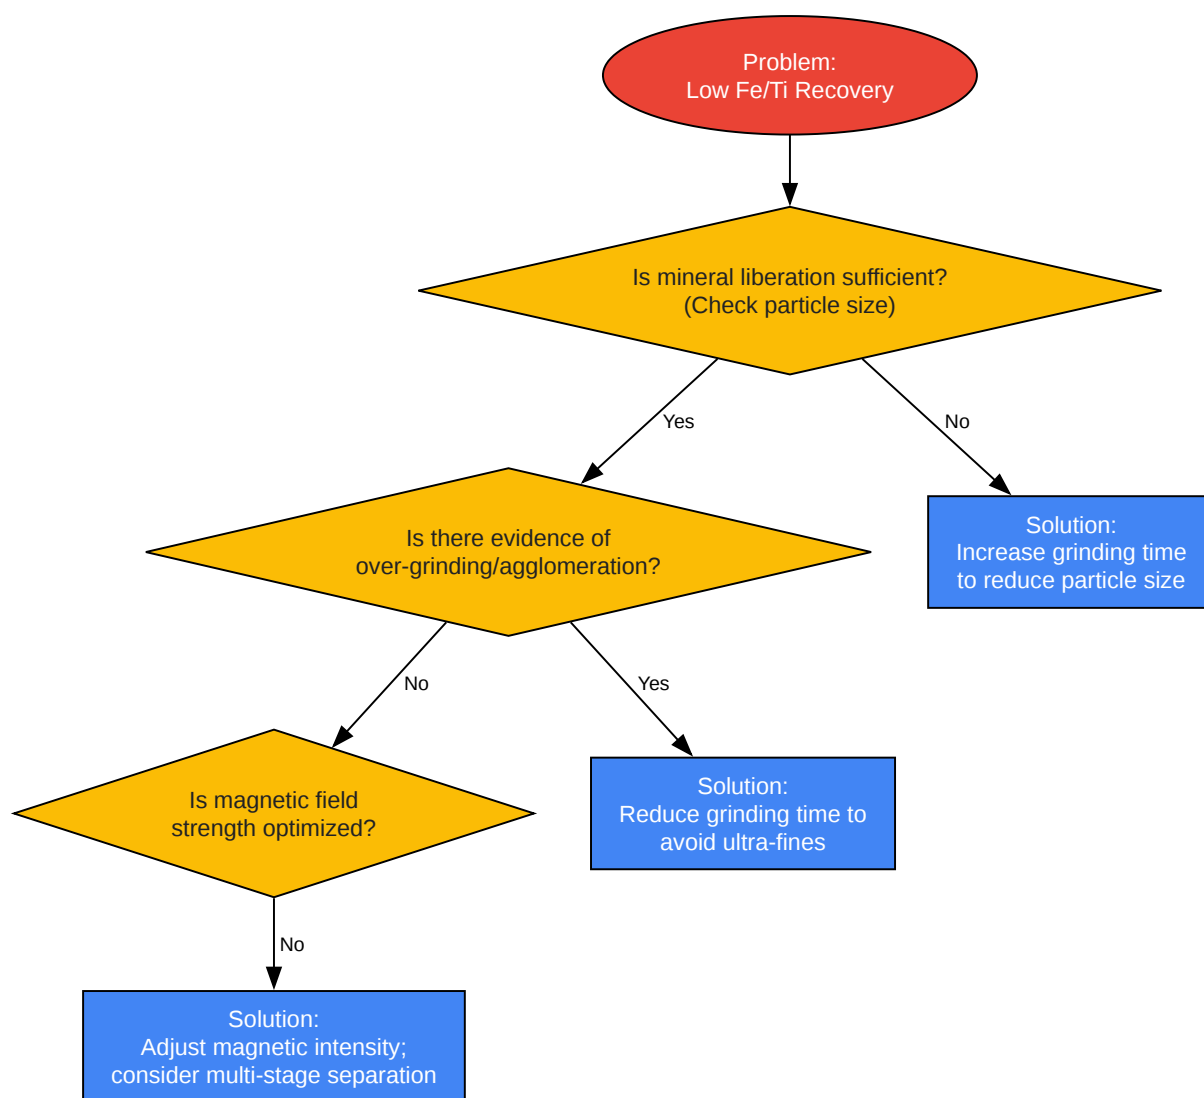 Problem:
Low Fe/Ti Recovery
Is mineral liberation sufficient?
(Check particle size)
Yes
No
Is there evidence of
over-grinding/agglomeration?
Solution:
Increase grinding time
to reduce particle size
No
Yes
Is magnetic field
strength optimized?
Solution:
Reduce grinding time to
avoid ultra-fines
No
Solution:
Adjust magnetic intensity;
consider multi-stage separation